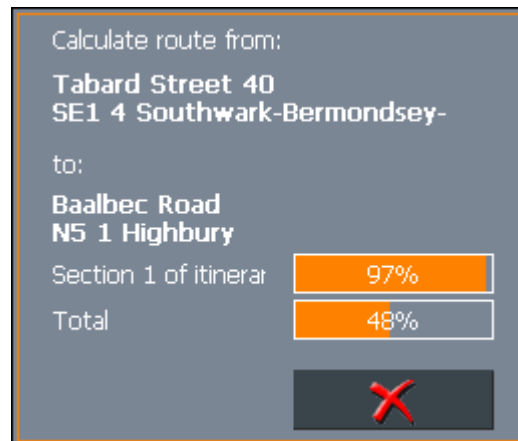 Calculate route from:
Tabard Street 40
SE1 4 Southwark-Bermondsey-
to:
Baalbec Road
N5 1 Highbury
Section 1 of itinerar 97%
Total 48%